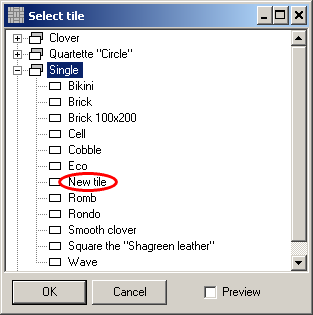 Select tile
Clover
Quartette "Circle"
Single
Bikini
Brick
Brick 100x200
Cell
Cobble
Eco
New tile
Romb
Rondo
Smooth clover
Square the "Shagreen leather"
Wave
OK Cancel Preview